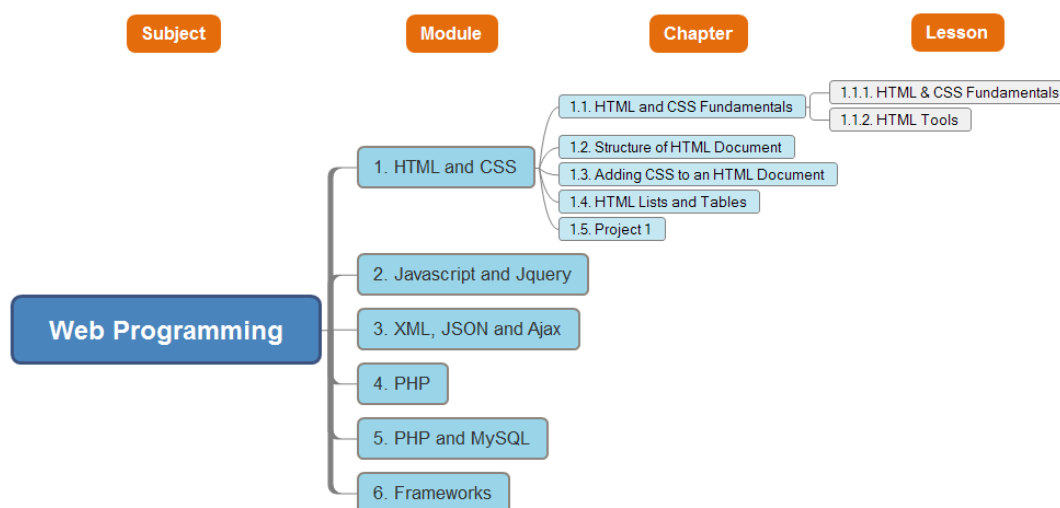 Subject
Module
Chapter
Lesson
Web Programming
1. HTML and CSS
1.1. HTML and CSS Fundamentals
1.1.1. HTML & CSS Fundamentals
1.1.2. HTML Tools
1.2. Structure of HTML Document
1.3. Adding CSS to an HTML Document
1.4. HTML Lists and Tables
1.5. Project 1
2. Javascript and Jquery
3. XML, JSON and Ajax
4. PHP
5. PHP and MySQL
6. Frameworks